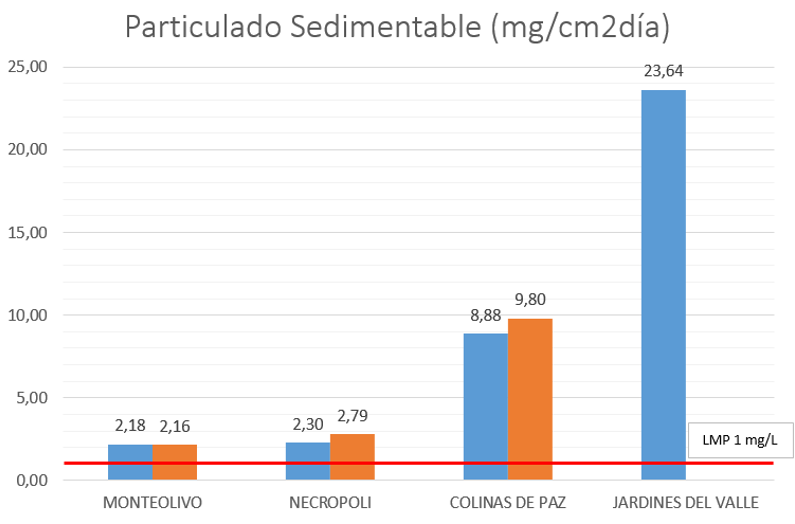 Particulado Sedimentable (mg/cm2día)
25,00
20,00
15,00
10,00
5,00
0,00
2,18
2,16
2,30
2,79
8,88
9,80
23,64
LMP 1 mg/L
MONTEOLIVO
NECROPOLI
COLINAS DE PAZ
JARDINES DEL VALLE